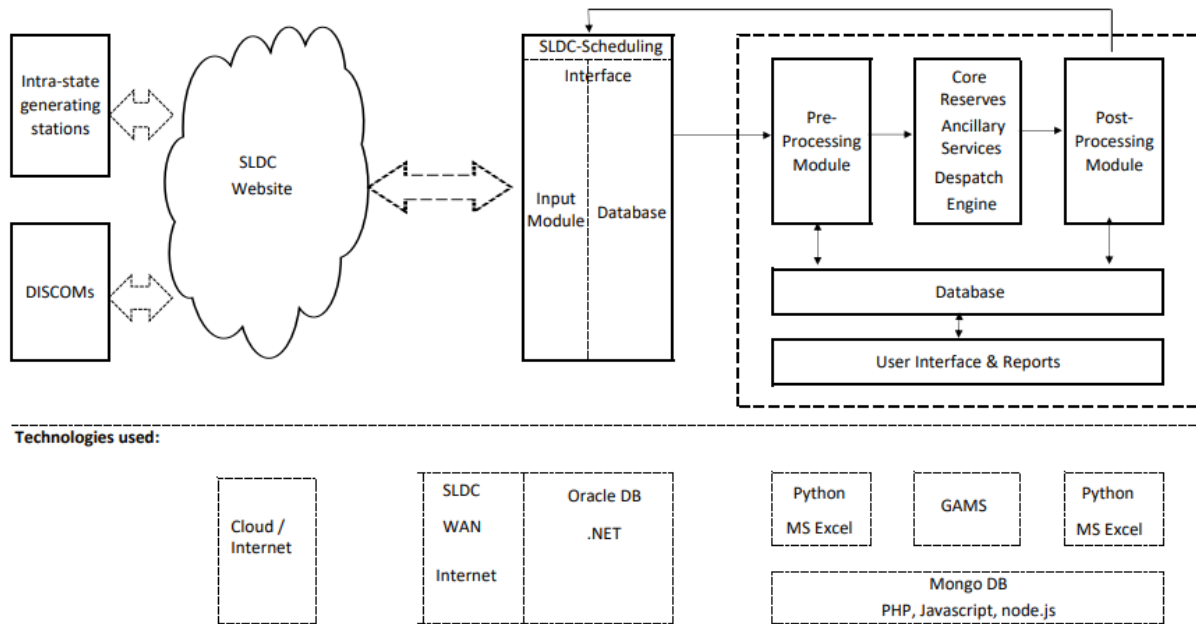 Intra-state
generating
stations
DISCOMs
SLDC
Website
SLDC-Scheduling
Interface
Input
Module
Database
Pre-
Processing
Module
Core
Reserves
Ancillary
Services
Despatch
Engine
Post-
Processing
Module
Database
User Interface & Reports
Technologies used:
Cloud /
Internet
SLDC
WAN
Internet
Oracle DB
.NET
Python
MS Excel
GAMS
Python
MS Excel
Mongo DB
PHP, Javascript, node.js